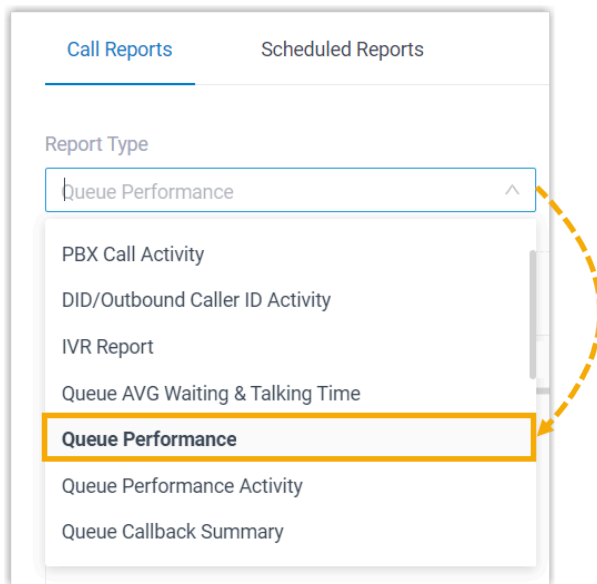 Call Reports Scheduled Reports
Report Type
Queue Performance
PBX Call Activity
DID/Outbound Caller ID Activity
IVR Report
Queue AVG Waiting & Talking Time
Queue Performance
Queue Performance Activity
Queue Callback Summary